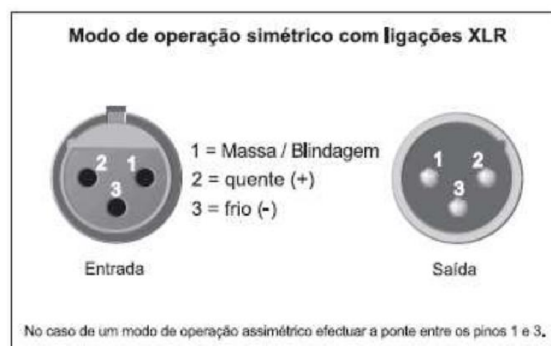 Modo de operação simétrico com ligações XLR
2 1
3
1 = Massa / Blindagem
2 = quente (+)
3 = frio (-)
1 2
3
Entrada
Saída
No caso de um modo de operação assimétrico efectuar a ponte entre os pinos 1 e 3.